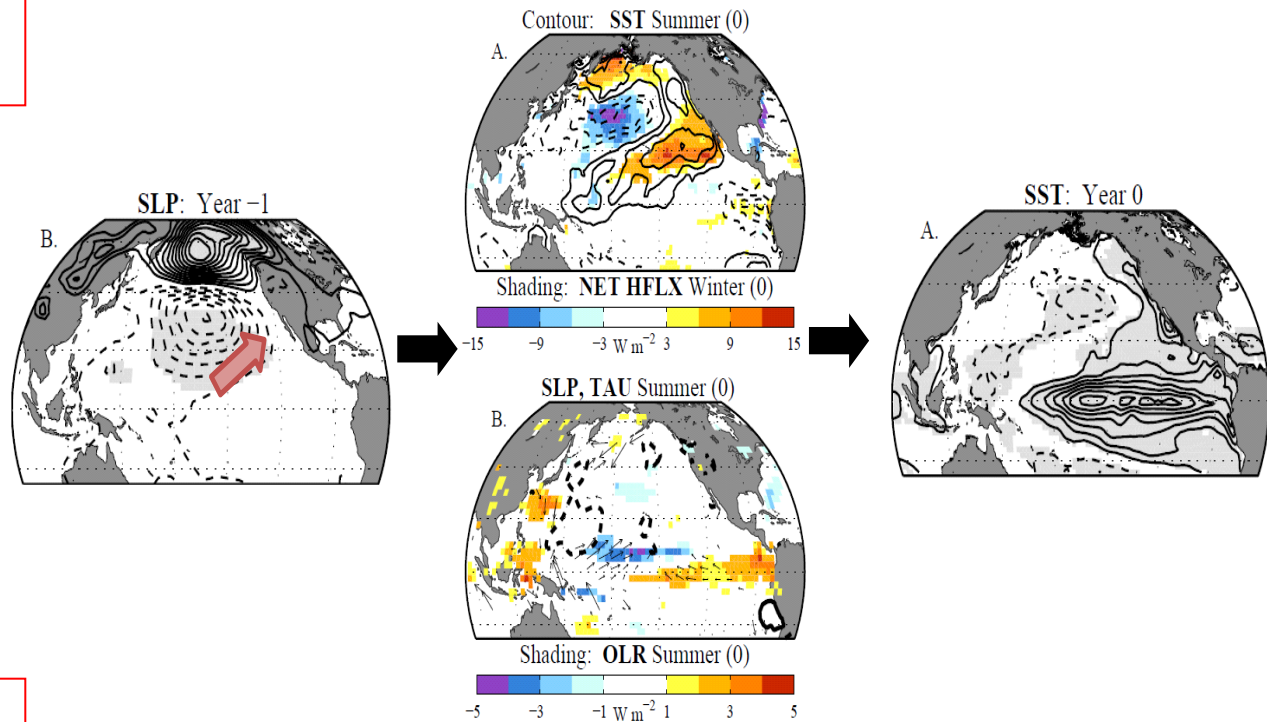 SLP: Year −1
B.
Contour: SST Summer (0)
A.
Shading: NET HFLX Winter (0)
−15 −9 −3 W m−2 3 9 15
SLP, TAU Summer (0)
B.
Shading: OLR Summer (0)
−5 −3 −1 W m−2 1 3 5
SST: Year 0
A.